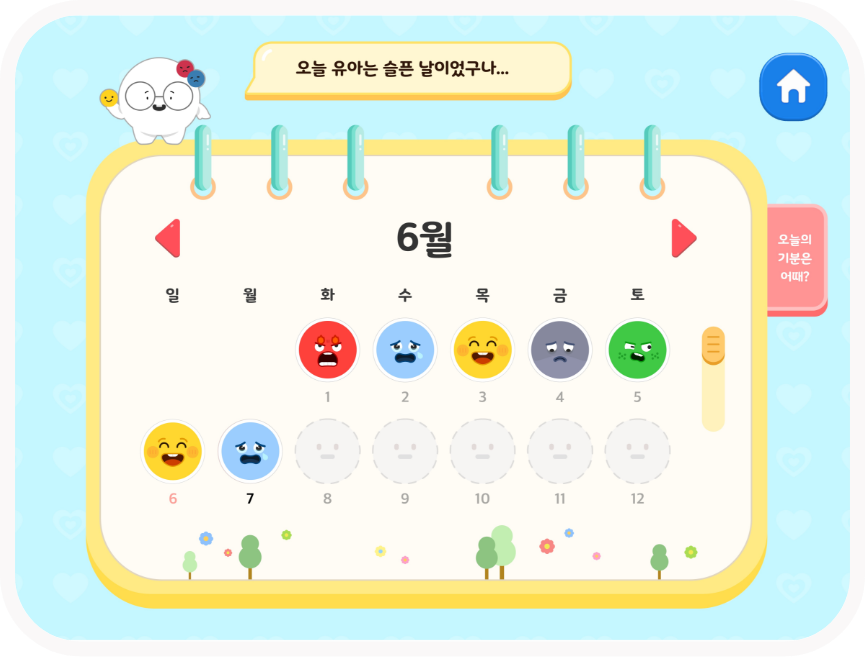 오늘 유아는 슬픈 날이었구나...
6월
오늘의
기분은
어때?
일 월 화 수 목 금 토
1 2 3 4 5
6 7 8 9 10 11 12